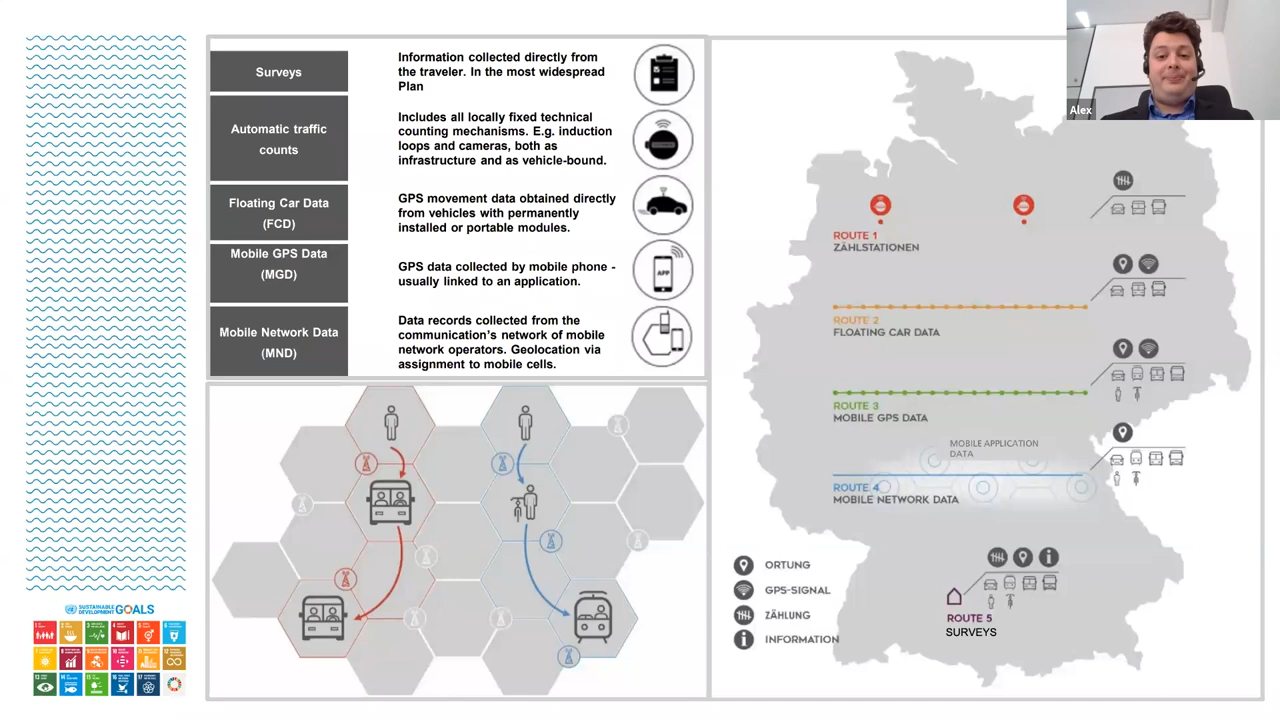 Surveys
Information collected directly from
the traveler. In the most widespread
Plan
Automatic traffic
counts
Includes all locally fixed technical
counting mechanisms. E.g. induction
loops and cameras, both as
infrastructure and as vehicle-bound.
Floating Car Data
(FCD)
GPS movement data obtained directly
from vehicles with permanently
installed or portable modules.
Mobile GPS Data
(MGD)
GPS data collected by mobile phone -
usually linked to an application.
APP
Mobile Network Data
(MND)
Data records collected from the
communication's network of mobile
network operators. Geolocation via
assignment to mobile cells.
Alex
ROUTE 1
ZÄHLSTATIONEN
ROUTE 2
FLOATING CAR DATA
ROUTE 3
MOBILE GPS DATA
MOBILE APPLICATION
DATA
ROUTE 4
MOBILE NETWORK DATA
ORTUNG
GPS-SIGNAL
ZÄHLUNG
INFORMATION
ROUTE 5
SURVEYS
SUSTAINABLE
DEVELOPMENT
GOALS